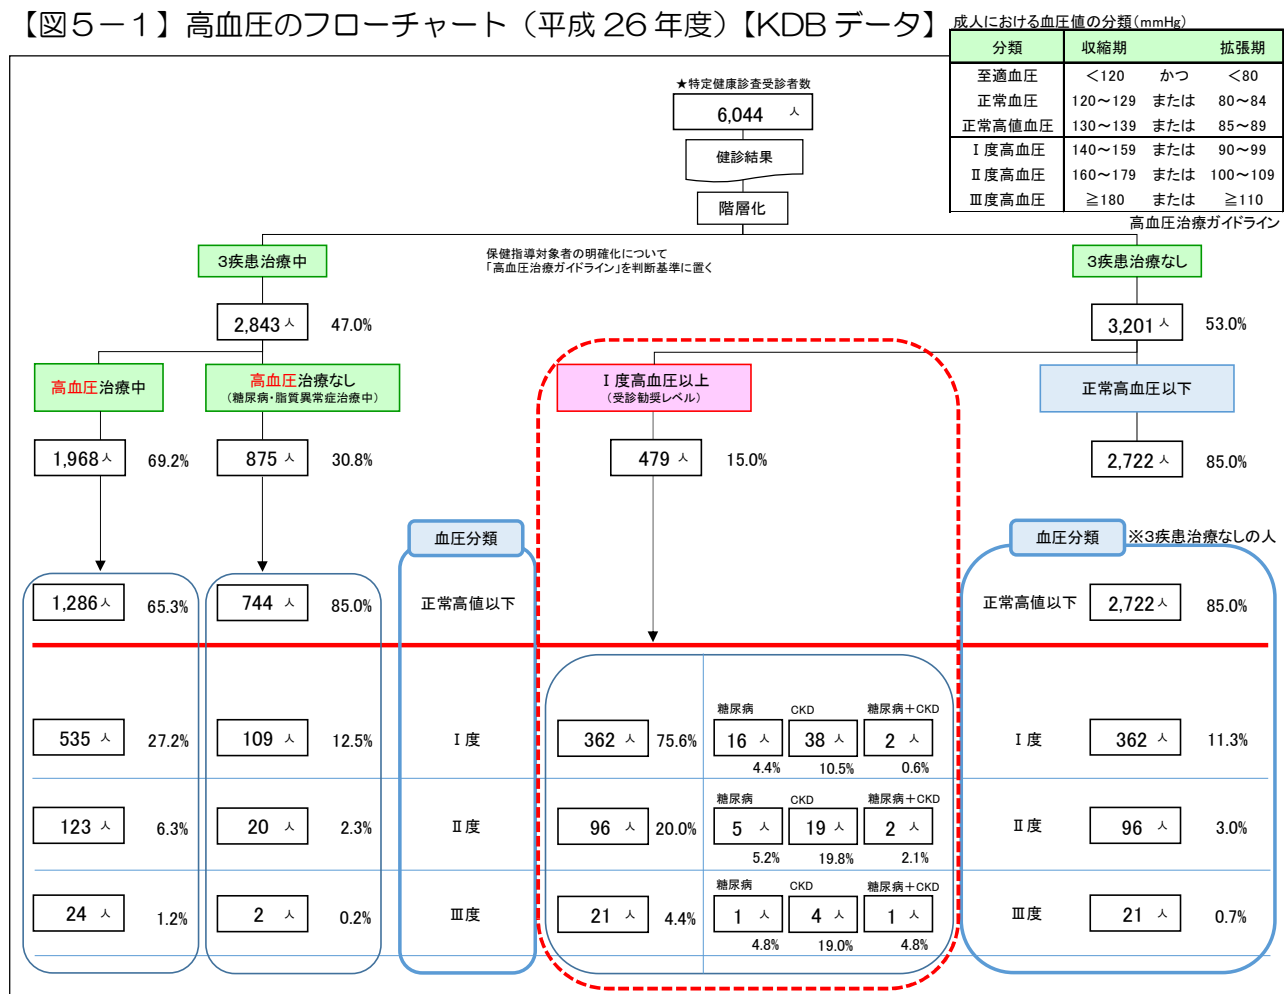 【図５－１】高血圧のフローチャート（平成 26 年度）【KDB データ】
成人における血圧値の分類(mmHg)
分類 収縮期 拡張期
至適血圧 ＜120 かつ ＜80
正常血圧 120～129 または 80～84
正常高値血圧 130～139 または 85～89
Ⅰ度高血圧 140～159 または 90～99
Ⅱ度高血圧 160～179 または 100～109
Ⅲ度高血圧 ≧180 または ≧110
高血圧治療ガイドライン
★特定健康診査受診者数
6,044 人
健診結果
階層化
保健指導対象者の明確化について
「高血圧治療ガイドライン」を判断基準に置く
3疾患治療中
3疾患治療なし
2,843 人 47.0%
3,201 人 53.0%
高血圧治療中
高血圧治療なし
（糖尿病・脂質異常症治療中）
Ⅰ度高血圧以上
（受診勧奨レベル）
正常高血圧以下
1,968 人 69.2%
875 人 30.8%
479 人 15.0%
2,722 人 85.0%
血圧分類
血圧分類
※3疾患治療なしの人
1,286 人 65.3%
744 人 85.0%
正常高値以下
正常高値以下
2,722 人 85.0%
糖尿病 CKD 糖尿病＋CKD
535 人 27.2%
109 人 12.5%
Ⅰ度
362 人 75.6%
16 人 38 人 2 人
4.4% 10.5% 0.6%
Ⅰ度
362 人 11.3%
糖尿病 CKD 糖尿病＋CKD
123 人 6.3%
20 人 2.3%
Ⅱ度
96 人 20.0%
5 人 19 人 2 人
5.2% 19.8% 2.1%
Ⅱ度
96 人 3.0%
糖尿病 CKD 糖尿病＋CKD
24 人 1.2%
2 人 0.2%
Ⅲ度
21 人 4.4%
1 人 4 人 1 人
4.8% 19.0% 4.8%
Ⅲ度
21 人 0.7%